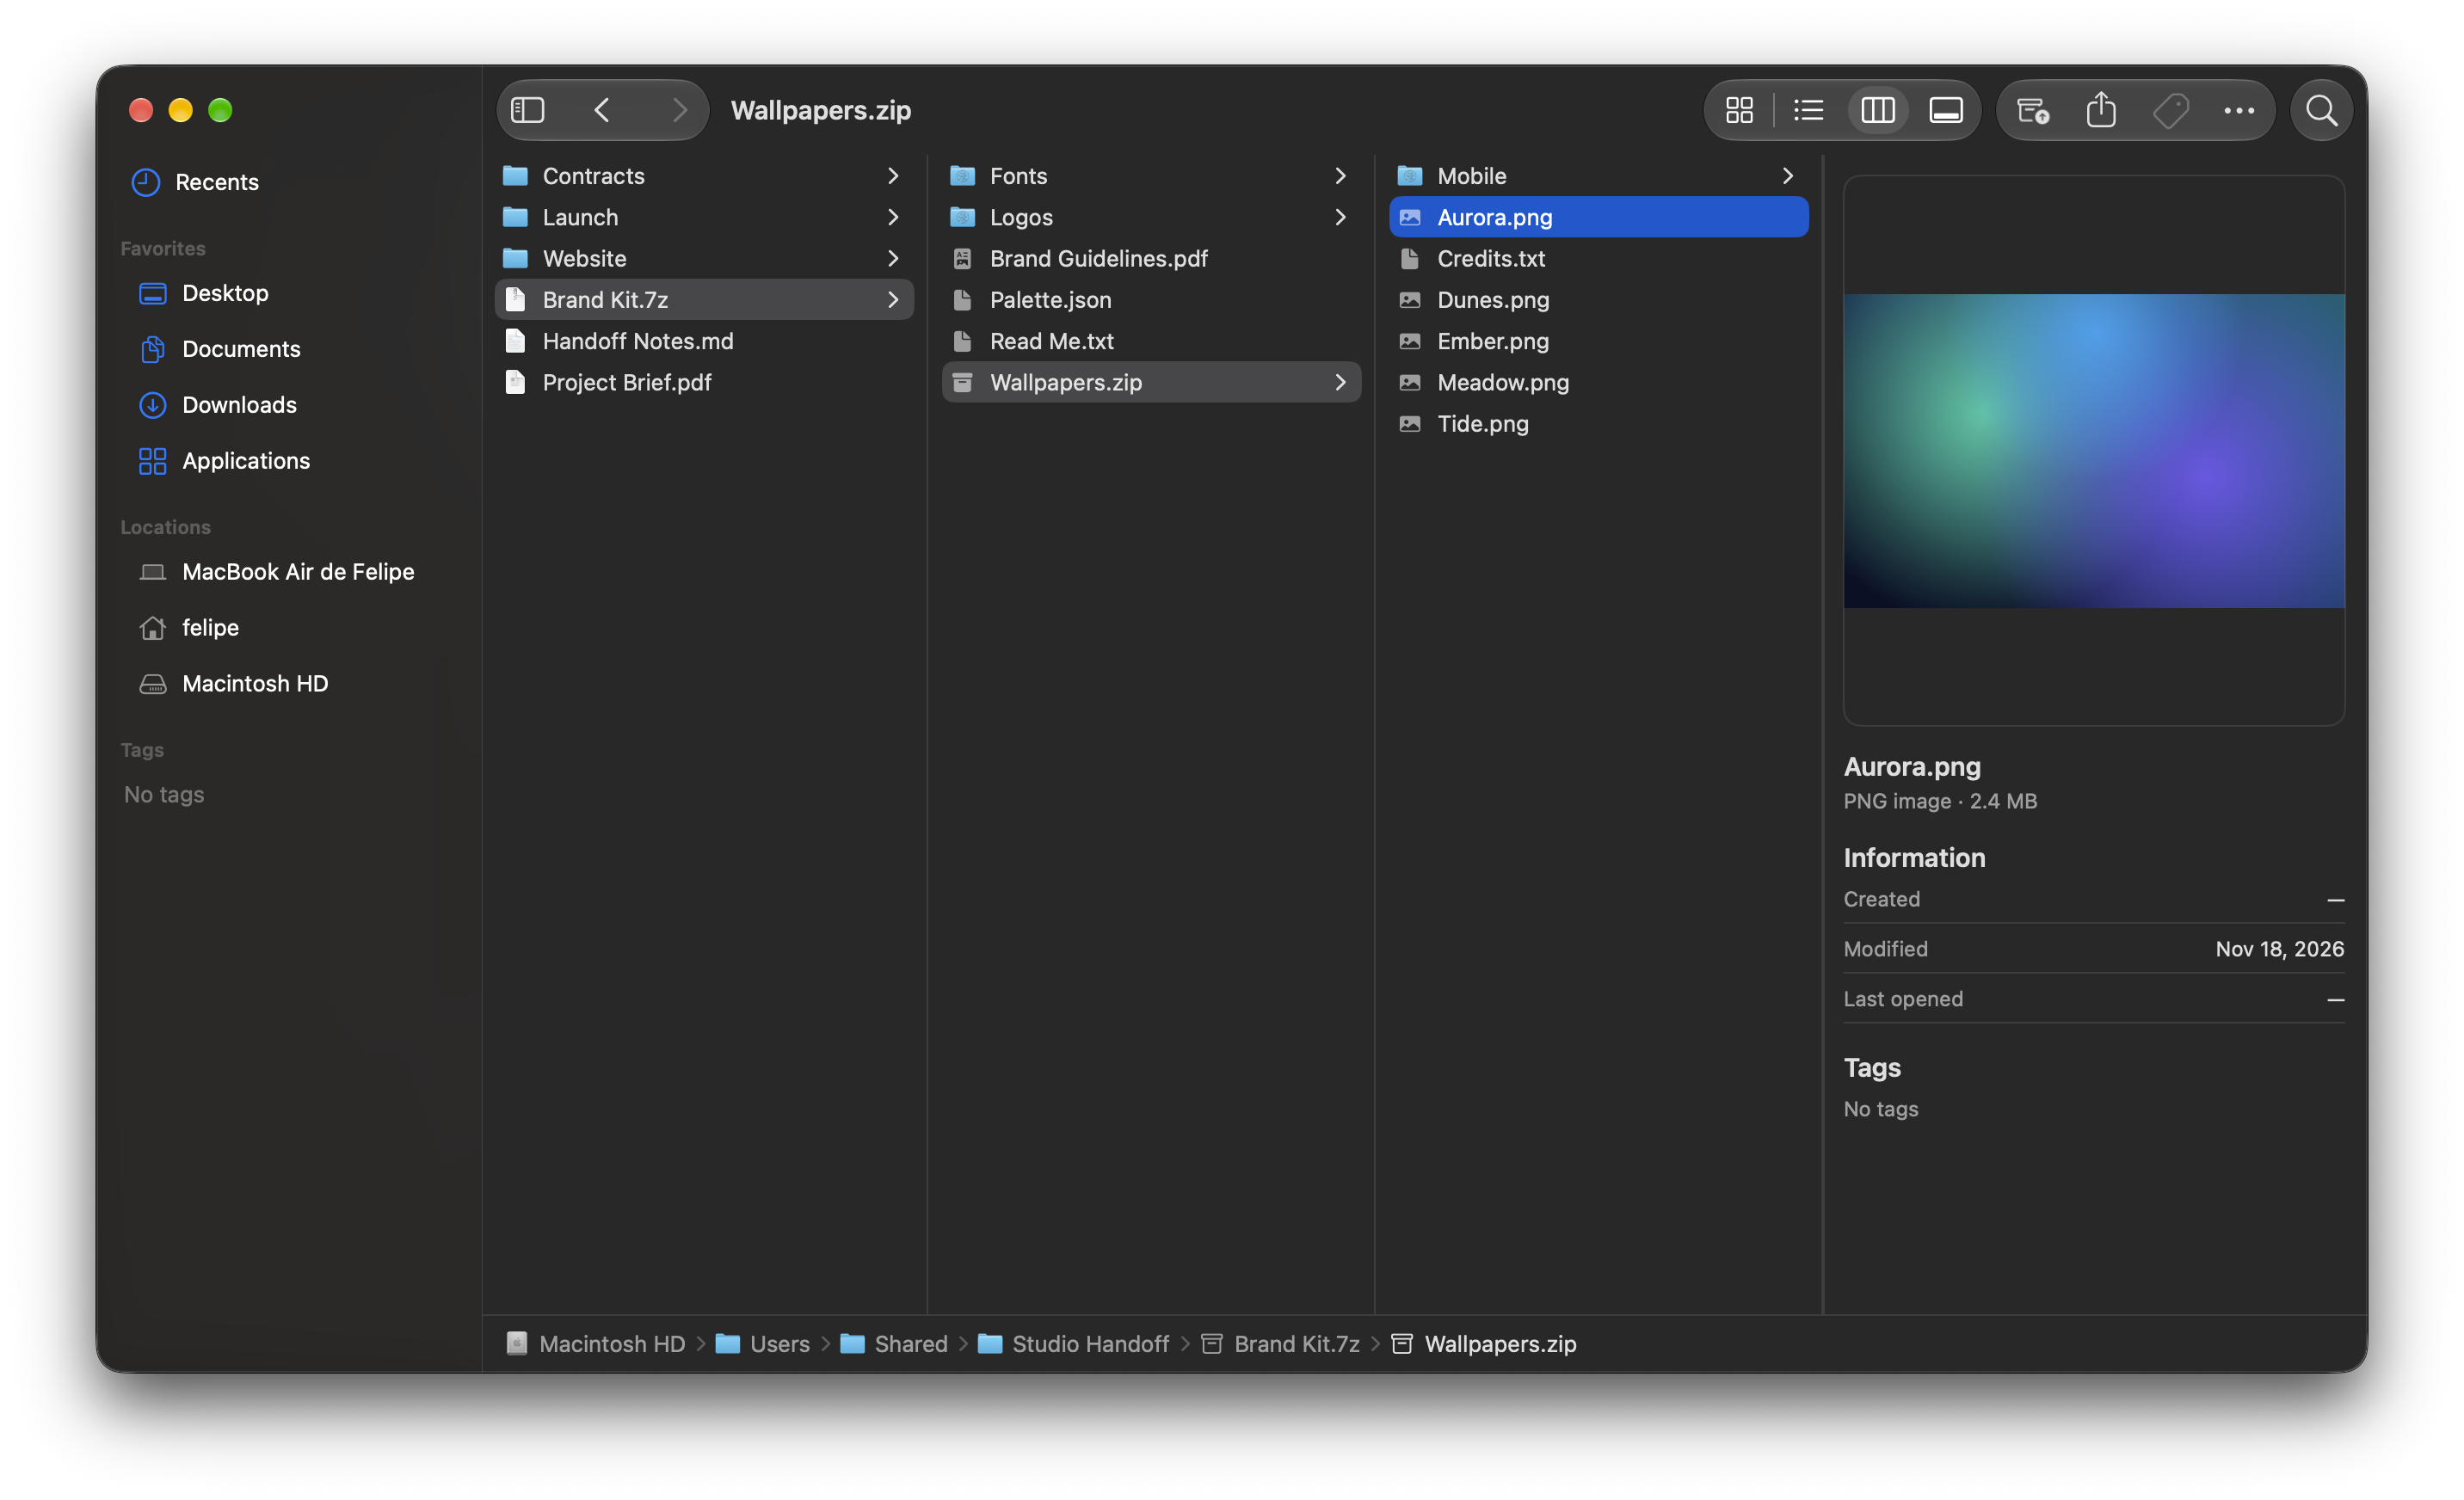 Wallpapers.zip
Recents
Favorites
Desktop
Documents
Downloads
Applications
Locations
MacBook Air de Felipe
felipe
Macintosh HD
Tags
No tags
Contracts
Launch
Website
Brand Kit.7z
Handoff Notes.md
Project Brief.pdf
Fonts
Logos
Brand Guidelines.pdf
Palette.json
Read Me.txt
Wallpapers.zip
Mobile
Aurora.png
Credits.txt
Dunes.png
Ember.png
Meadow.png
Tide.png
Aurora.png
PNG image · 2.4 MB
Information
Created —
Modified Nov 18, 2026
Last opened —
Tags
No tags
Macintosh HD Users Shared Studio Handoff Brand Kit.7z Wallpapers.zip